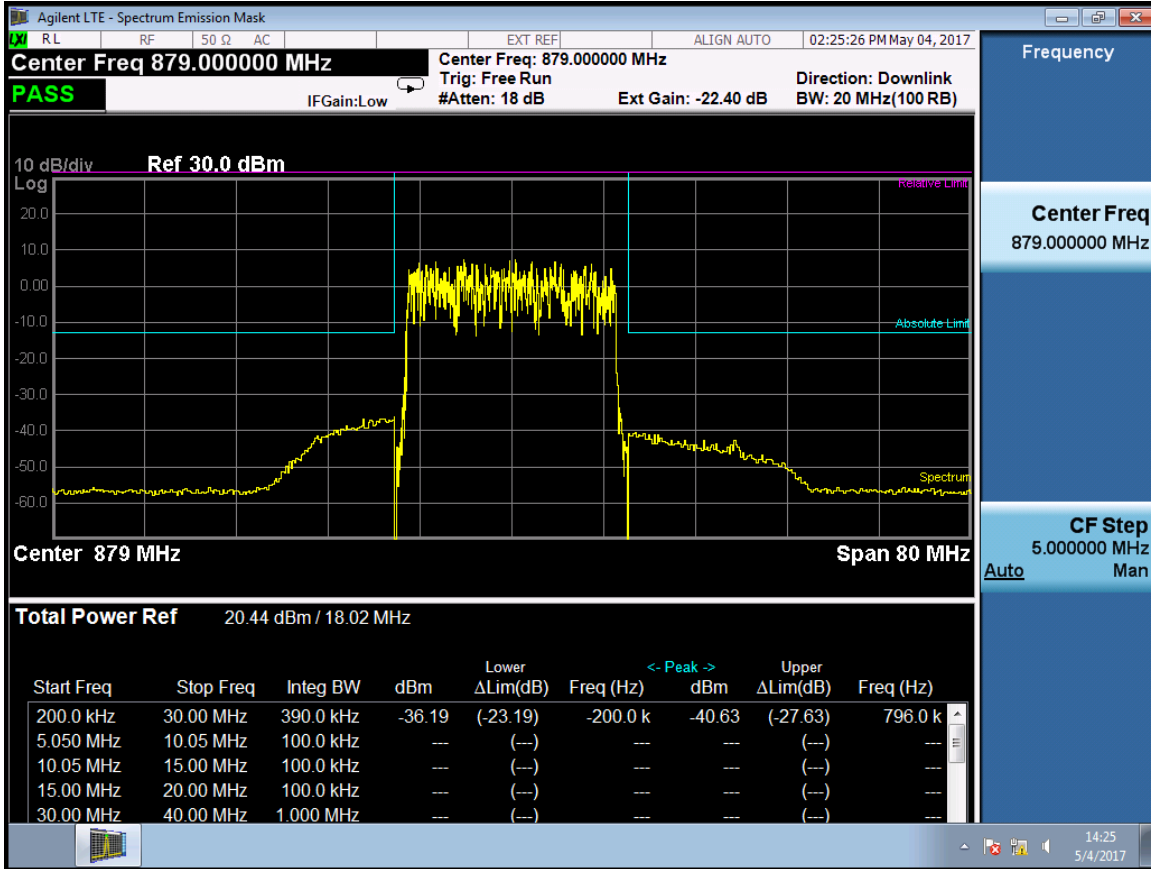 Agilent LTE - Spectrum Emission Mask
LXI RL RF 50 Ω AC EXT REF ALIGN AUTO 02:25:26 PM May 04, 2017
Center Freq 879.000000 MHz
Center Freq: 879.000000 MHz
Trig: Free Run Direction: Downlink
PASS IFGain:Low #Atten: 18 dB Ext Gain: -22.40 dB BW: 20 MHz(100 RB)
Frequency
10 dB/div Ref 30.0 dBm
Log
Relative Limit
20.0
10.0
0.00
-10.0
Absolute Limit
-20.0
-30.0
-40.0
-50.0
Spectrum
-60.0
Center 879 MHz Span 80 MHz
Center Freq
879.000000 MHz
CF Step
5.000000 MHz
Auto Man
Total Power Ref 20.44 dBm / 18.02 MHz
Lower <- Peak -> Upper
Start Freq Stop Freq Integ BW dBm ΔLim(dB) Freq (Hz) dBm ΔLim(dB) Freq (Hz)
200.0 kHz 30.00 MHz 390.0 kHz -36.19 (-23.19) -200.0 k -40.63 (-27.63) 796.0 k
5.050 MHz 10.05 MHz 100.0 kHz --- (---) --- --- (---) ---
10.05 MHz 15.00 MHz 100.0 kHz --- (---) --- --- (---) ---
15.00 MHz 20.00 MHz 100.0 kHz --- (---) --- --- (---) ---
30.00 MHz 40.00 MHz 1.000 MHz --- (---) --- --- (---) ---
14:25
5/4/2017